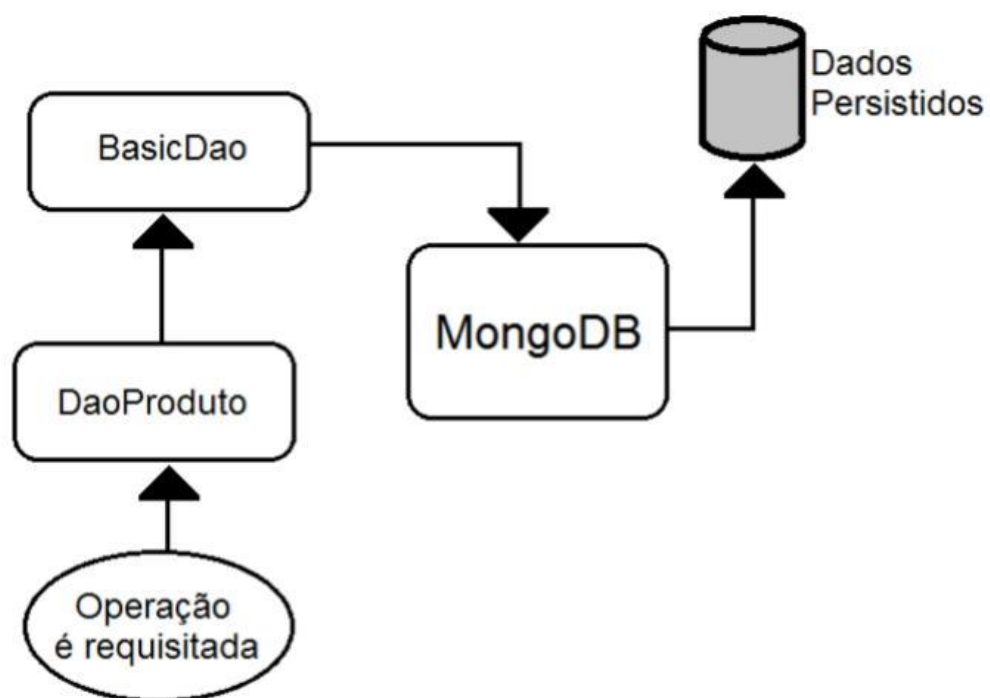 Dados
Persistidos
BasicDao
MongoDB
DaoProduto
Operação
é requisitada